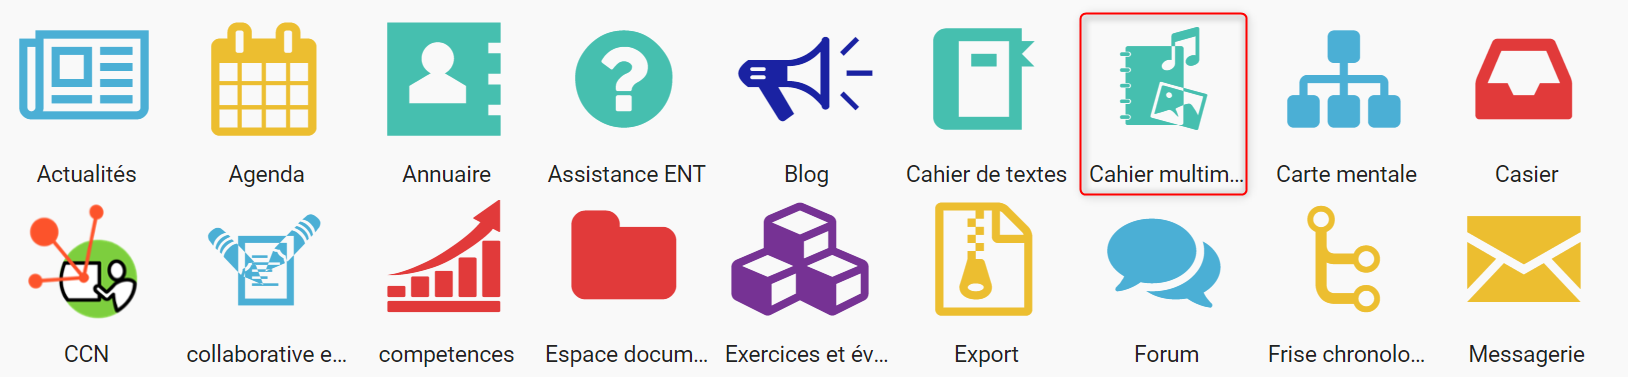 Actualités
Agenda
Annuaire
Assistance ENT
Blog
Cahier de textes
Cahier multim...
Carte mentale
Casier
CCN
collaborative e...
competences
Espace docum...
Exercices et év...
Export
Forum
Frise chronolo...
Messagerie